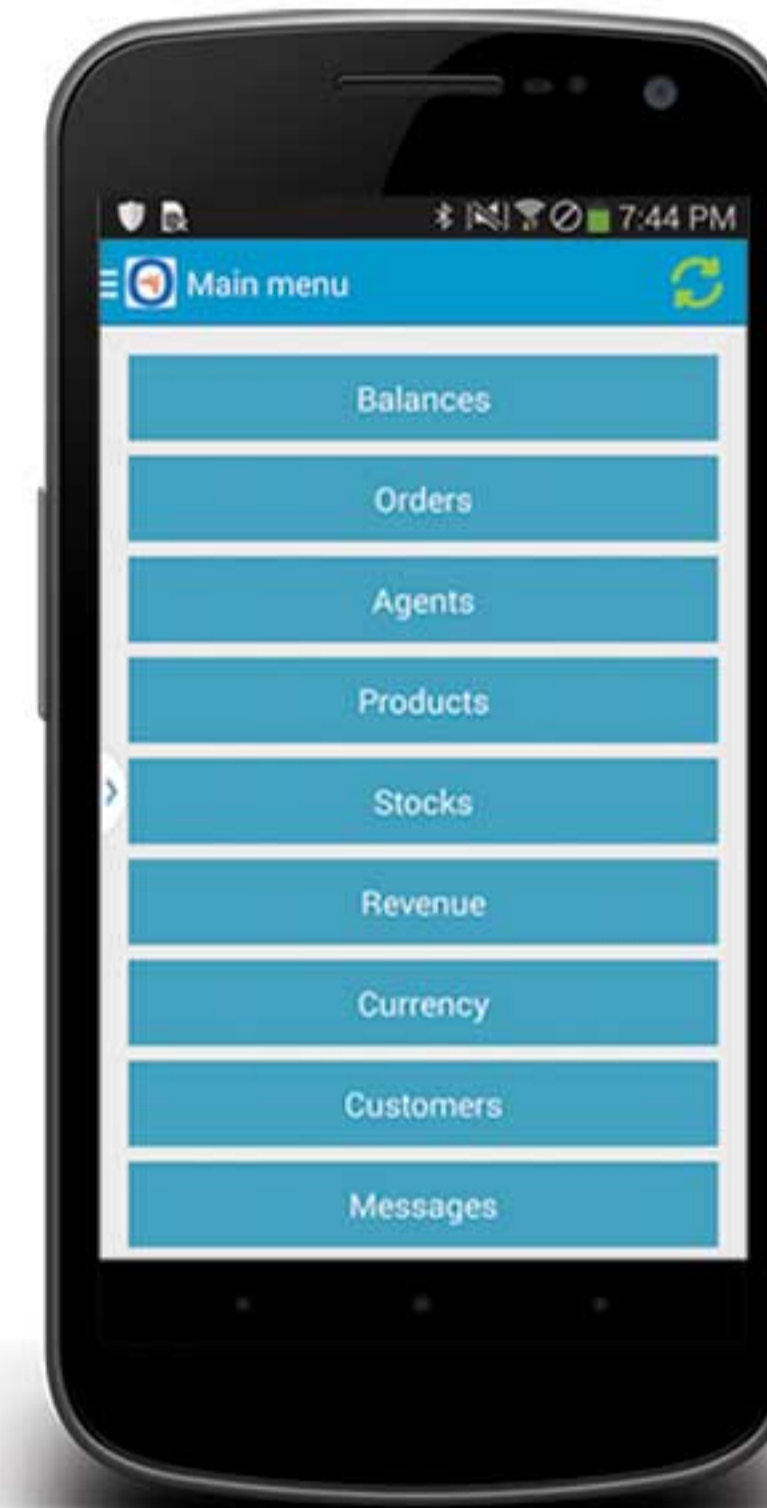 7:44 PM
Main menu
Balances
Orders
Agents
Products
Stocks
Revenue
Currency
Customers
Messages